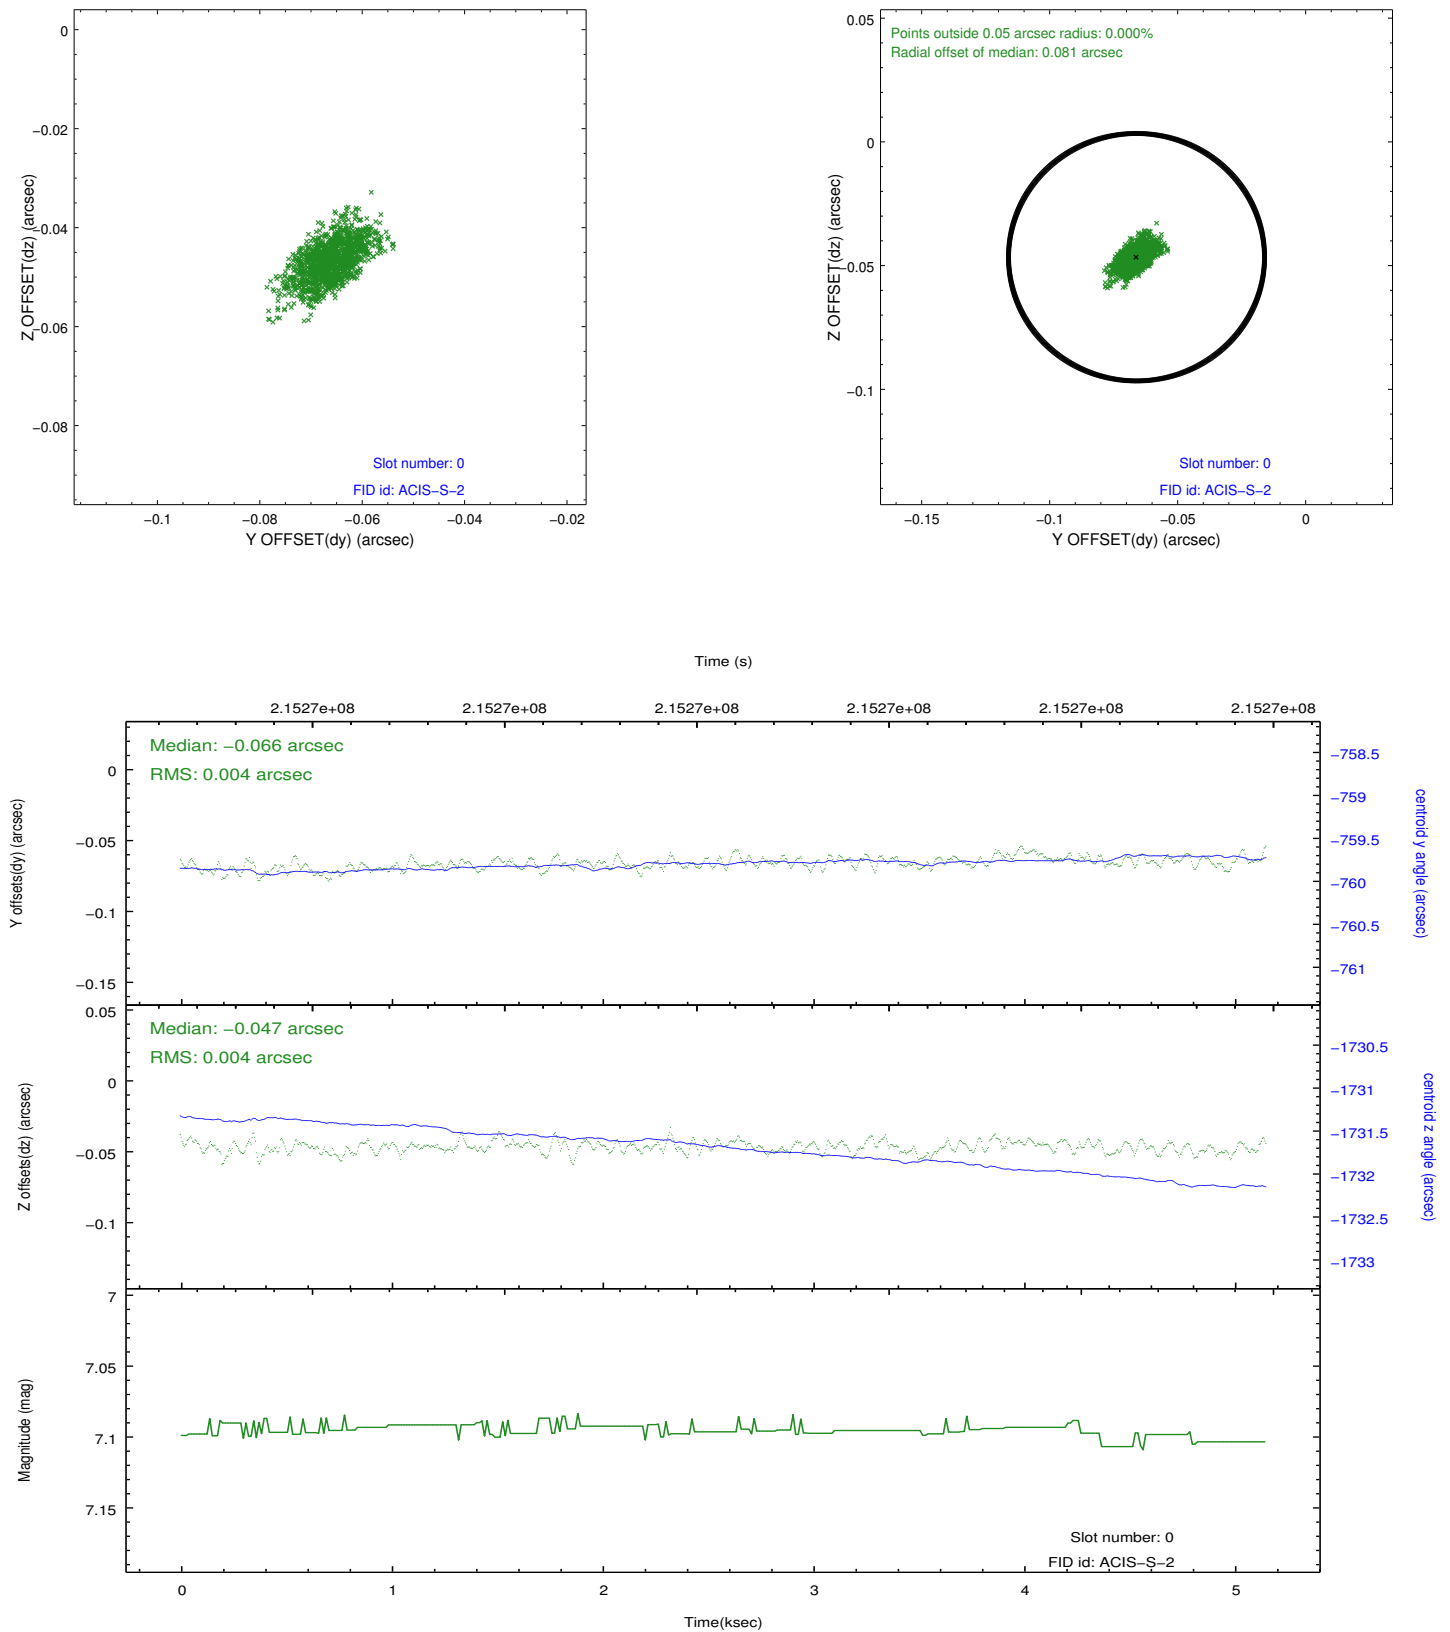 0
−0.02
−0.04
−0.06
−0.08
Z OFFSET(dz) (arcsec)
Slot number: 0
FID id: ACIS−S−2
−0.1 −0.08 −0.06 −0.04 −0.02
Y OFFSET(dy) (arcsec)
Points outside 0.05 arcsec radius: 0.000%
Radial offset of median: 0.081 arcsec
0.05
0
−0.05
−0.1
Z OFFSET(dz) (arcsec)
Slot number: 0
FID id: ACIS−S−2
−0.15 −0.1 −0.05 0
Y OFFSET(dy) (arcsec)
Time (s)
2.1527e+08 2.1527e+08 2.1527e+08 2.1527e+08 2.1527e+08 2.1527e+08
Median: −0.066 arcsec
RMS: 0.004 arcsec
0
−0.05
−0.1
−0.15
Y offsets(dy) (arcsec)
−758.5
−759
−759.5
−760
−760.5
−761
centroid y angle (arcsec)
Median: −0.047 arcsec
RMS: 0.004 arcsec
0.05
0
−0.05
−0.1
Z offsets(dz) (arcsec)
−1730.5
−1731
−1731.5
−1732
−1732.5
−1733
centroid z angle (arcsec)
7
7.05
7.1
7.15
Magnitude (mag)
Slot number: 0
FID id: ACIS−S−2
0 1 2 3 4 5
Time(ksec)